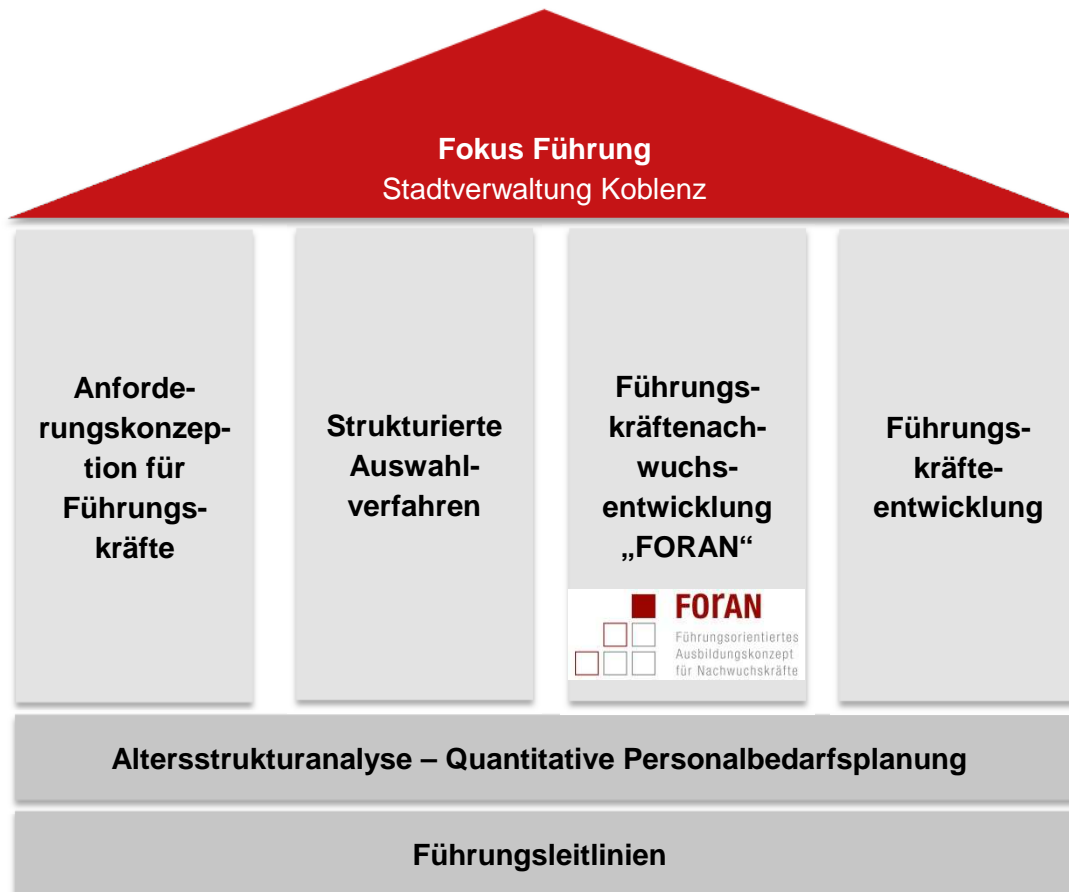 Fokus Führung
Stadtverwaltung Koblenz
Anforde-
rungskonzep-
tion für
Führungs-
kräfte
Strukturierte
Auswahl-
verfahren
Führungs-
kräftenach-
wuchs-
entwicklung
„FORAN“
FOrAN
Führungsorientiertes
Ausbildungskonzept
für Nachwuchskräfte
Führungs-
kräfte-
entwicklung
Altersstrukturanalyse – Quantitative Personalbedarfsplanung
Führungsleitlinien